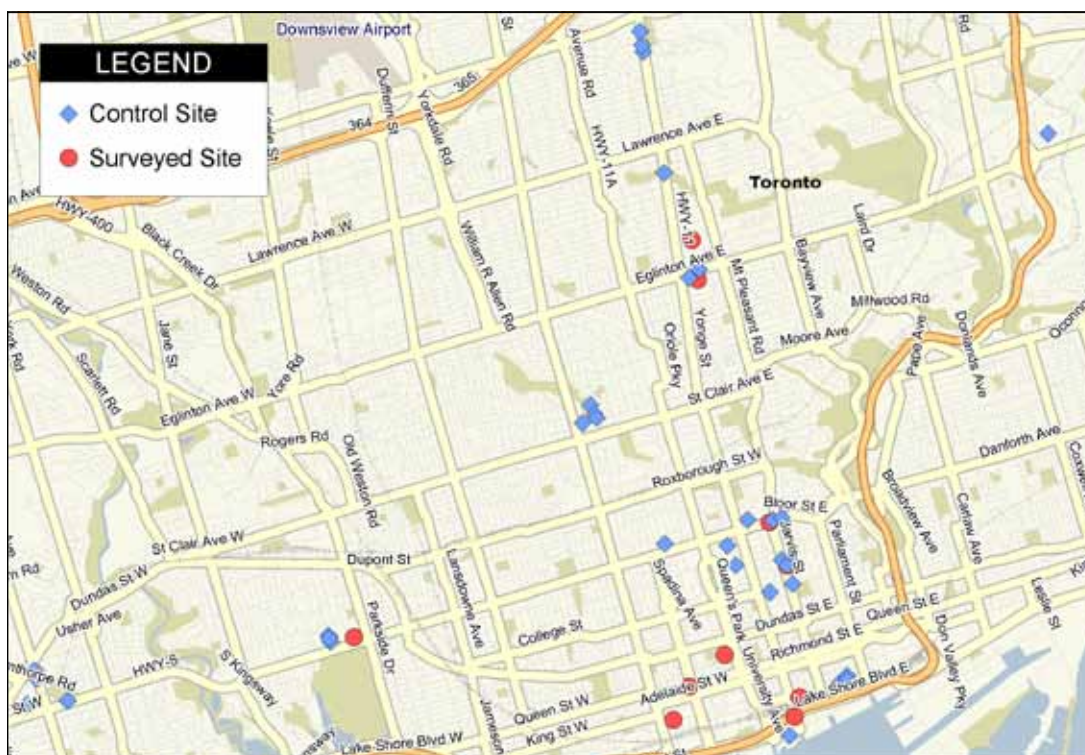 Downsview Airport
LEGEND
Control Site
Surveyed Site
365
364
Dufferin St
Yorkdale Rd
Avenue Rd
HWY-11A
Lawrence Ave E
HWY-11
Toronto
Laird Dr
HWY-400
Black Creek Dr
Lawrence Ave W
William R Allen Rd
Eglinton Ave E
Bayview Ave
Weston Rd
Jane St
Scarlett Rd
Oriole Pky
Yonge St
Mt Pleasant Rd
Millwood Rd
Moore Ave
Pape Ave
Donlands Ave
York Rd
Eglinton Ave W
St Clair Ave E
Rogers Rd
Old Weston Rd
Danforth Ave
Roxborough St W
Bloor St E
Jarvis St
Parliament St
Broadview Ave
Carlaw Ave
St Clair Ave W
Dupont St
Dundas St W
Usher Ave
Lansdowne Ave
Spadina Ave
Queen's Park
Dundas St E
Queen St E
Leslie St
Parkside Dr
College St
Richmond St E
HWY-5
S Kingsway
University Ave
Don Valley Pky
Adelaide St W
Lake Shore Blvd E
Queen St W
King St W
Lake-Shore Blvd W
Jameson